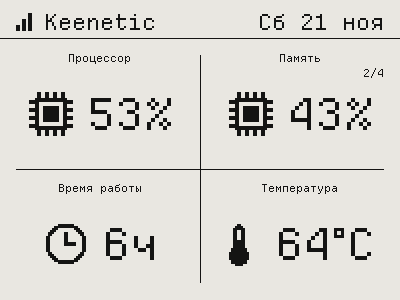 Keenetic
Сб 21 ноя
Процессор
Память
2/4
53%
43%
Время работы
Температура
6ч
64°C